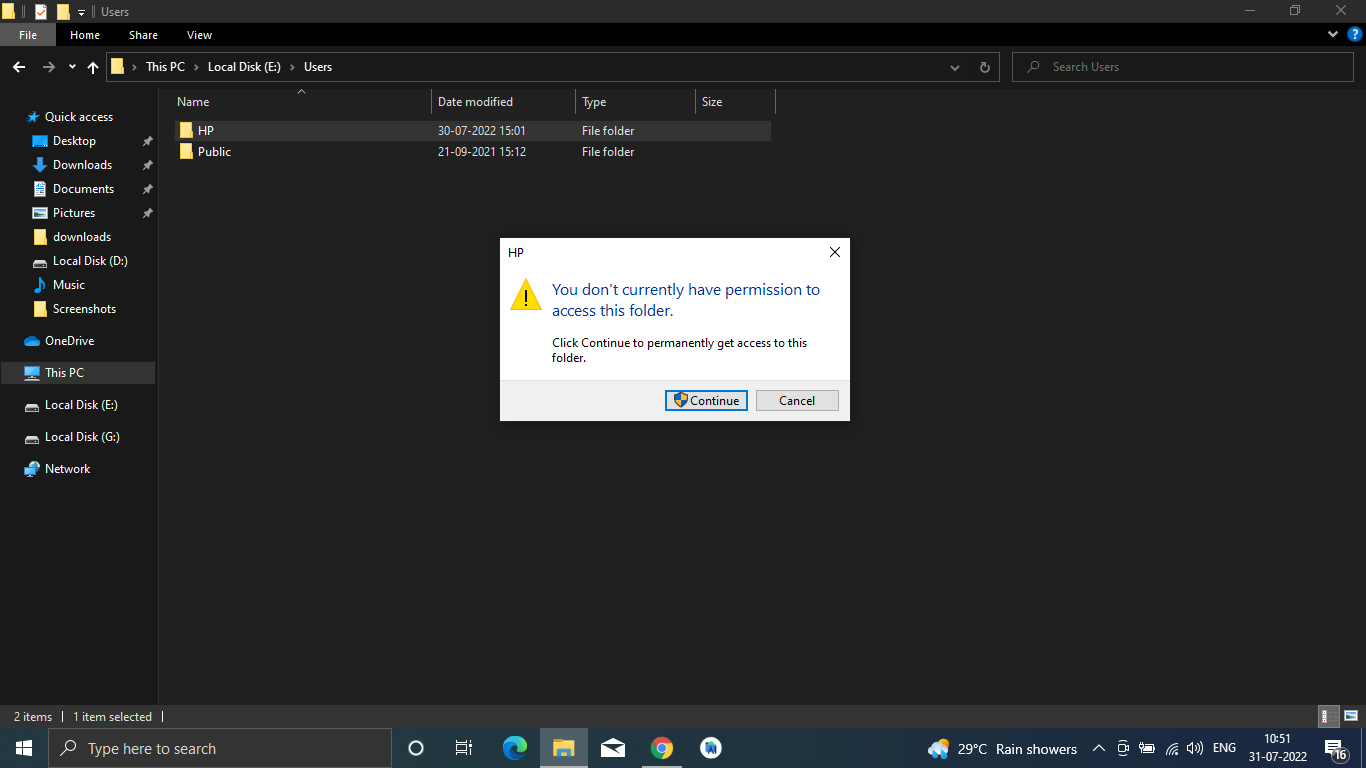 Users
File Home Share View
This PC Local Disk (E:) Users
Search Users
Name Date modified Type Size
Quick access
Desktop
Downloads
Documents
Pictures
downloads
Local Disk (D:)
Music
Screenshots
OneDrive
This PC
Local Disk (E:)
Local Disk (G:)
Network
HP 30-07-2022 15:01 File folder
Public 21-09-2021 15:12 File folder
HP
You don't currently have permission to
access this folder.
Click Continue to permanently get access to this
folder.
Continue Cancel
2 items 1 item selected
Type here to search
29°C Rain showers
ENG
10:51
31-07-2022
16